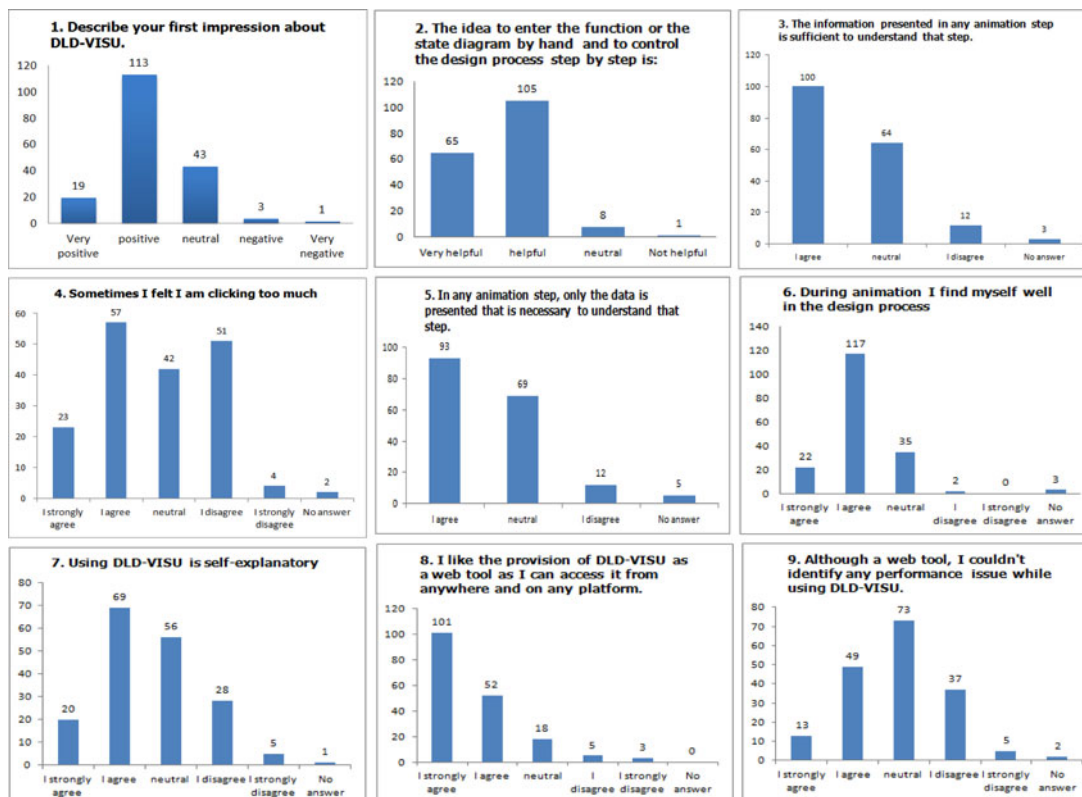 1. Describe your first impression about
DLD-VISU.
120
100
80
60
40
20
0
19
113
43
3
1
Very
positive
positive
neutral
negative
Very
negative
2. The idea to enter the function or the
state diagram by hand and to control
the design process step by step is:
120
100
80
60
40
20
0
65
105
8
1
Very helpful
helpful
neutral
Not helpful
3. The information presented in any animation step
is sufficient to understand that step.
120
100
80
60
40
20
0
100
64
12
3
I agree
neutral
I disagree
No answer
4. Sometimes I felt I am clicking too much
60
50
40
30
20
10
0
23
57
42
51
4
2
I strongly
agree
I agree
neutral
I disagree
I strongly
disagree
No answer
5. In any animation step, only the data is
presented that is necessary to understand that
step.
100
80
60
40
20
0
93
69
12
5
I agree
neutral
I disagree
No answer
6. During animation I find myself well
in the design process
140
120
100
80
60
40
20
0
22
117
35
2
0
3
I strongly
agree
I agree
neutral
I
disagree
I strongly
disagree
No
answer
7. Using DLD-VISU is self-explanatory
80
70
60
50
40
30
20
10
0
20
69
56
28
5
1
I strongly
agree
I agree
neutral
I disagree
I strongly
disagree
No
answer
8. I like the provision of DLD-VISU as
a web tool as I can access it from
anywhere and on any platform.
120
100
80
60
40
20
0
101
52
18
5
3
0
I strongly
agree
I agree
neutral
I
disagree
I strongly
disagree
No
answer
9. Although a web tool, I couldn't
identify any performance issue while
using DLD-VISU.
80
70
60
50
40
30
20
10
0
13
49
73
37
5
2
I strongly
agree
I agree
neutral
I disagree
I strongly
disagree
No
answer